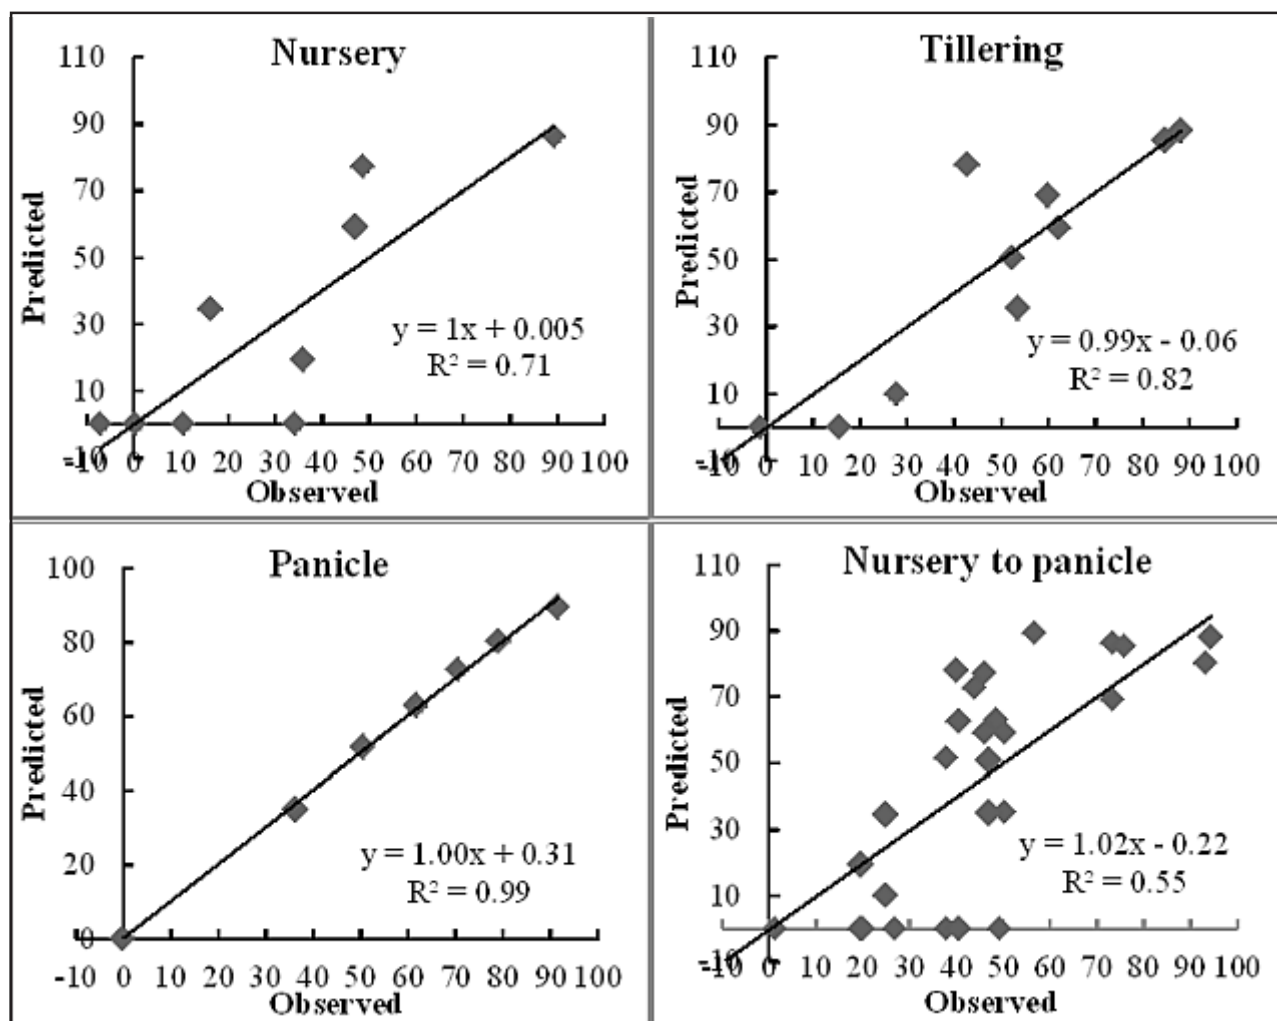 Nursery
110
90
70
50
30
10
-10
Predicted
y = 1x + 0.005
R² = 0.71
0 10 20 30 40 50 60 70 80 90 100
Observed
Tillering
110
90
70
50
30
10
-10
Predicted
y = 0.99x - 0.06
R² = 0.82
0 10 20 30 40 50 60 70 80 90 100
Observed
Panicle
100
80
60
40
20
0
Predicted
y = 1.00x + 0.31
R² = 0.99
-10 0 10 20 30 40 50 60 70 80 90 100
Observed
Nursery to panicle
110
90
70
50
30
10
-10
Predicted
y = 1.02x - 0.22
R² = 0.55
-10 0 10 20 30 40 50 60 70 80 90 100
Observed